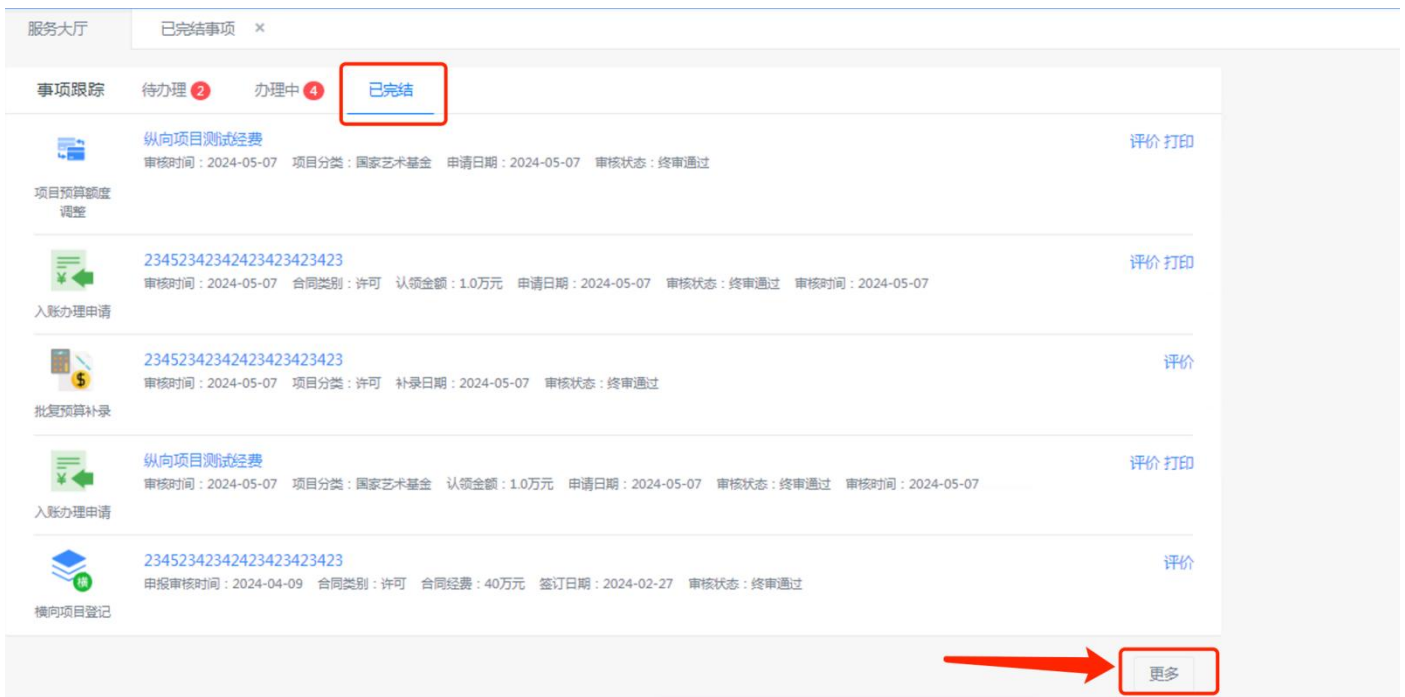 服务大厅 已完结事项 ×
事项跟踪 待办理 2 办理中 4 已完结
纵向项目测试经费 评价 打印
审核时间：2024-05-07 项目分类：国家艺术基金 申请日期：2024-05-07 审核状态：终审通过
项目预算额度
调整
23452342342423423423423 评价 打印
审核时间：2024-05-07 合同类别：许可 认领金额：1.0万元 申请日期：2024-05-07 审核状态：终审通过 审核时间：2024-05-07
入账办理申请
23452342342423423423423 评价
审核时间：2024-05-07 项目分类：许可 补录日期：2024-05-07 审核状态：终审通过
批复预算补录
纵向项目测试经费 评价 打印
审核时间：2024-05-07 项目分类：国家艺术基金 认领金额：1.0万元 申请日期：2024-05-07 审核状态：终审通过 审核时间：2024-05-07
入账办理申请
23452342342423423423423 评价
申报审核时间：2024-04-09 合同类别：许可 合同经费：40万元 签订日期：2024-02-27 审核状态：终审通过
横
横向项目登记
更多